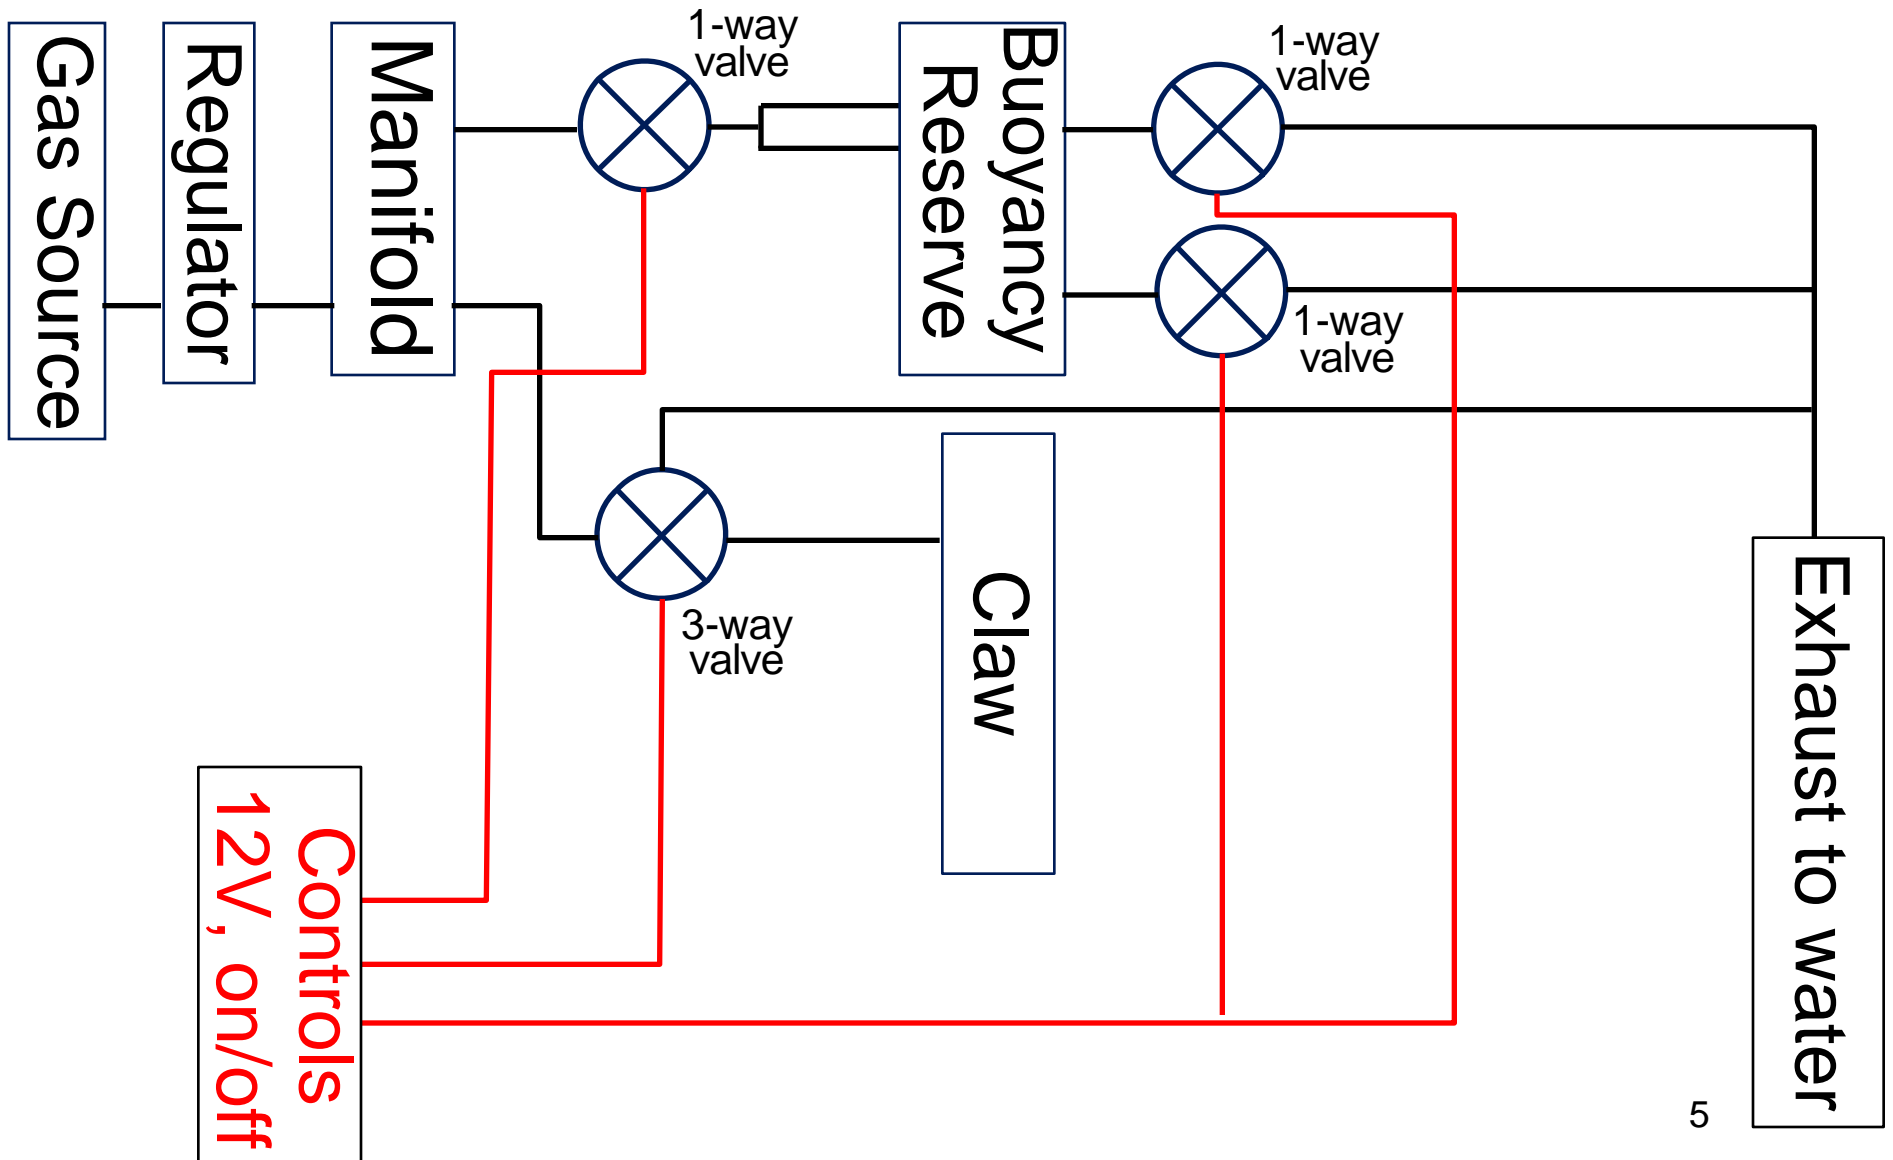 Gas Source
Regulator
Manifold
1-way
valve
Buoyancy
Reserve
1-way
valve
1-way
valve
3-way
valve
Claw
Controls
12V, on/off
Exhaust to water
5